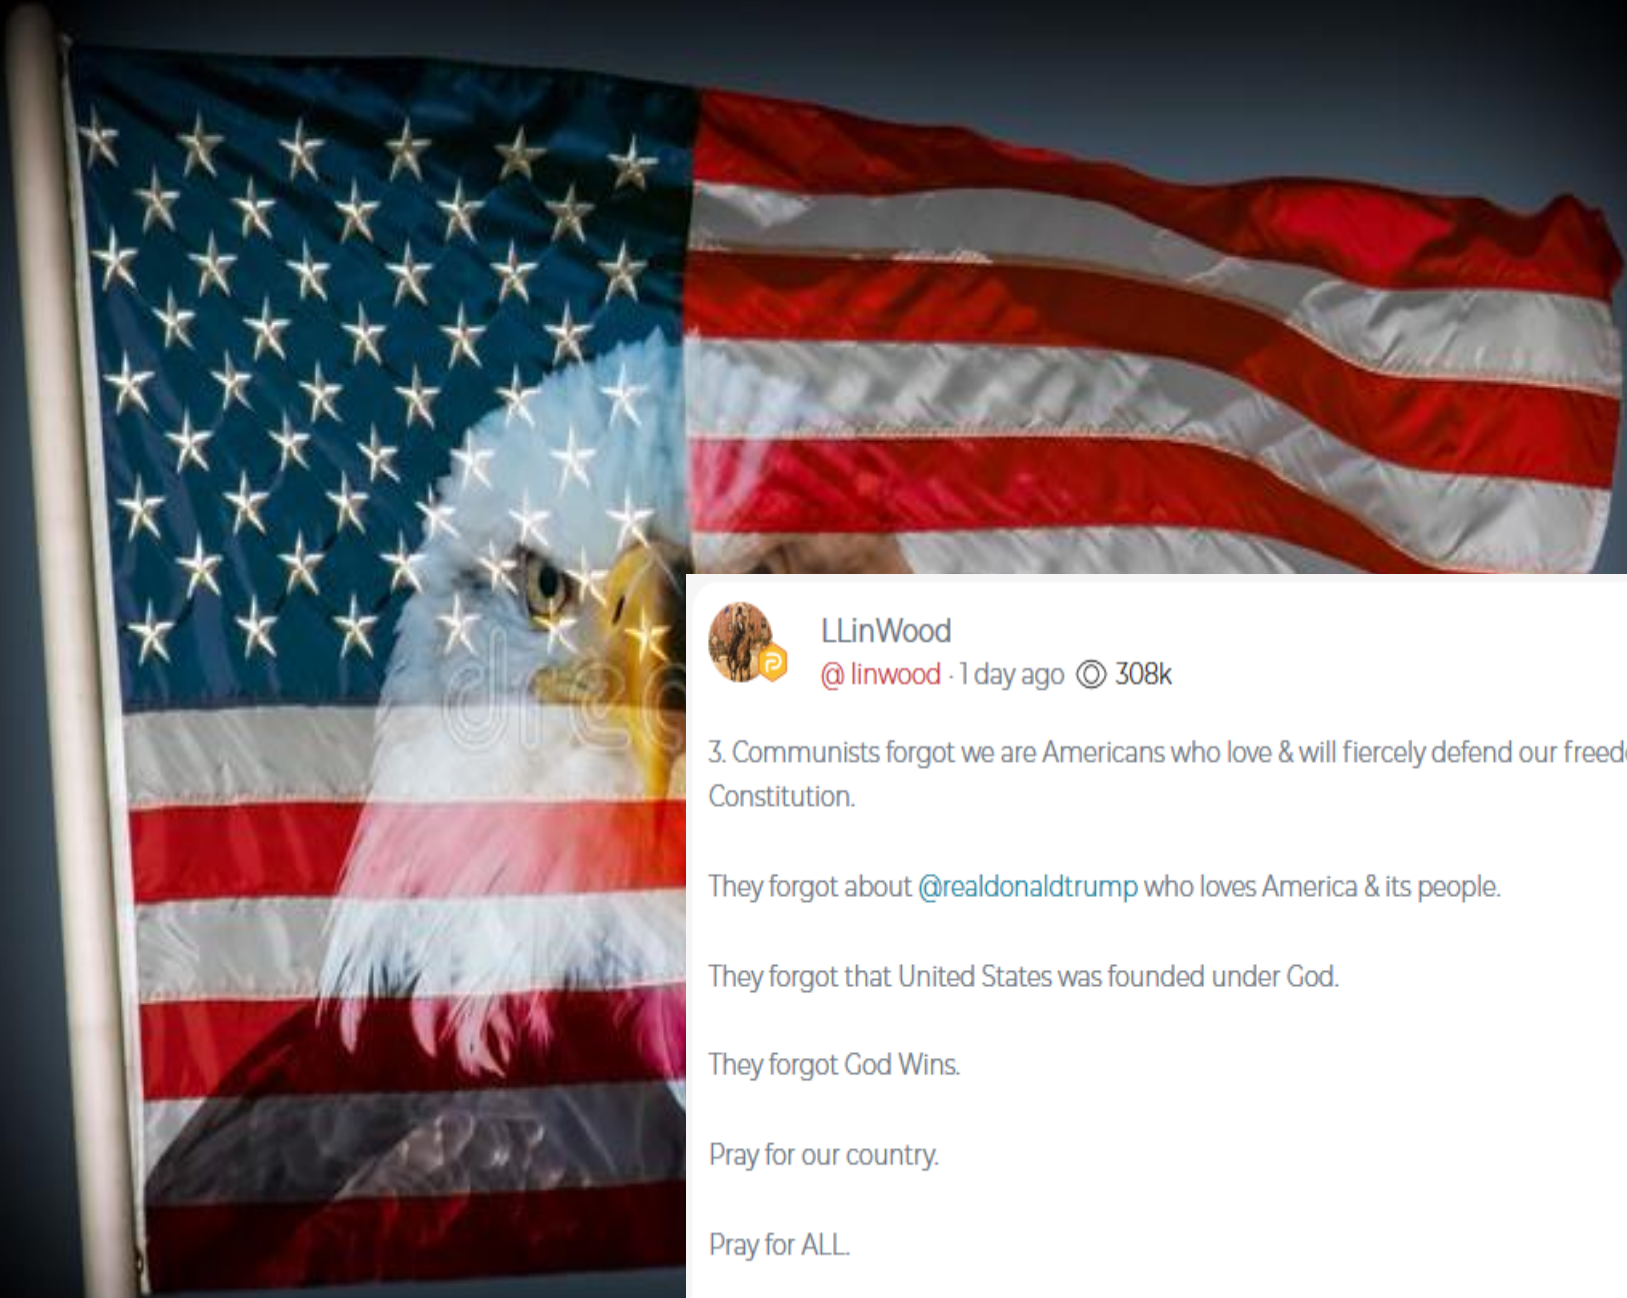 LLinWood
@ linwood · 1 day ago 308k
3. Communists forgot we are Americans who love & will fiercely defend our
Constitution.
They forgot about @realdonaldtrump who loves America & its people.
They forgot that United States was founded under God.
They forgot God Wins.
Pray for our country.
Pray for ALL.